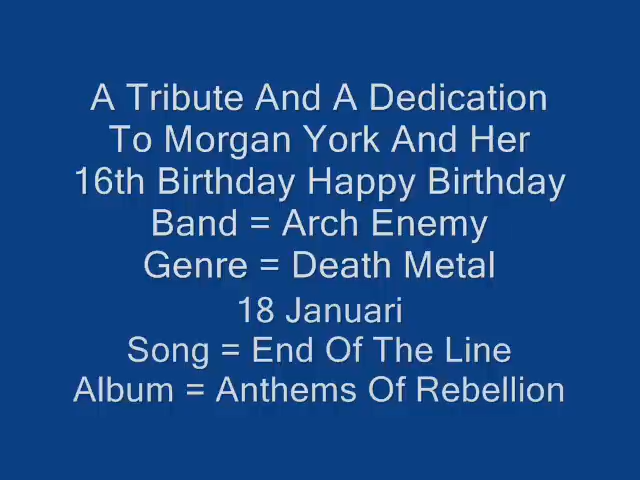 A Tribute And A Dedication
To Morgan York And Her
16th Birthday Happy Birthday
Band = Arch Enemy
Genre = Death Metal
18 Januari
Song = End Of The Line
Album = Anthems Of Rebellion